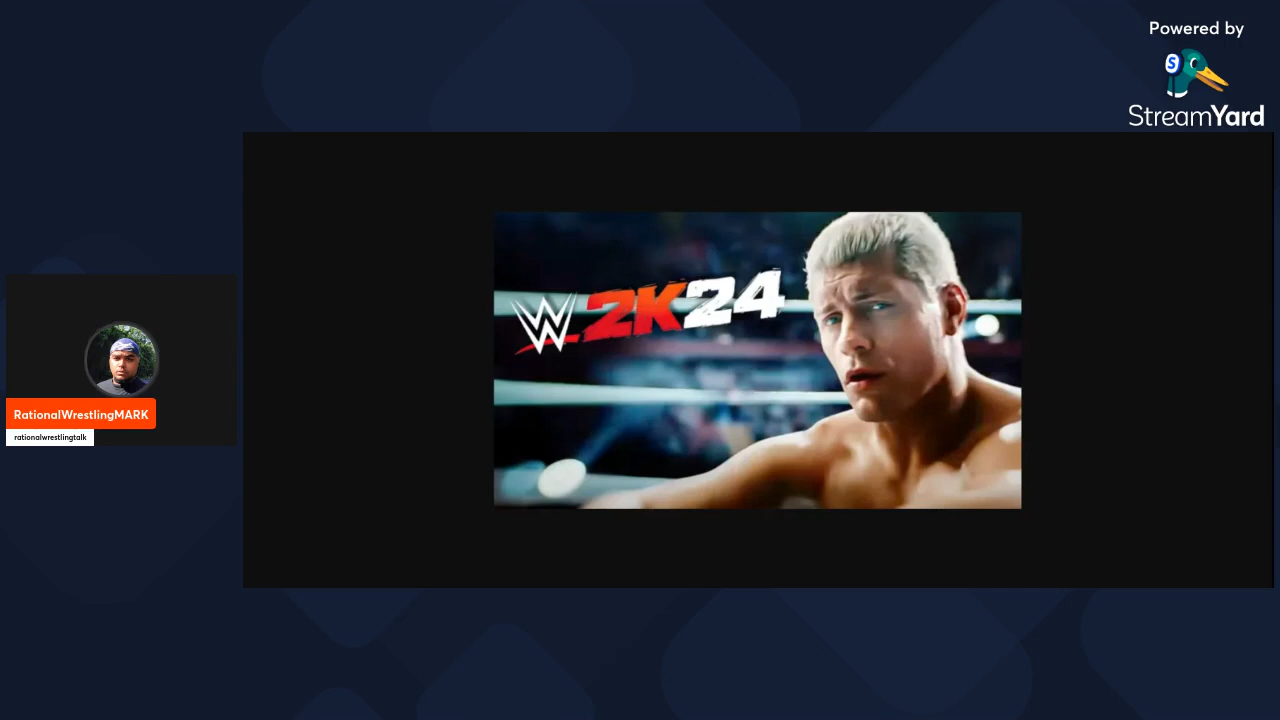 Powered by
S
StreamYard
W 2K24
RationalWrestlingMARK
rationalwrestlingtalk